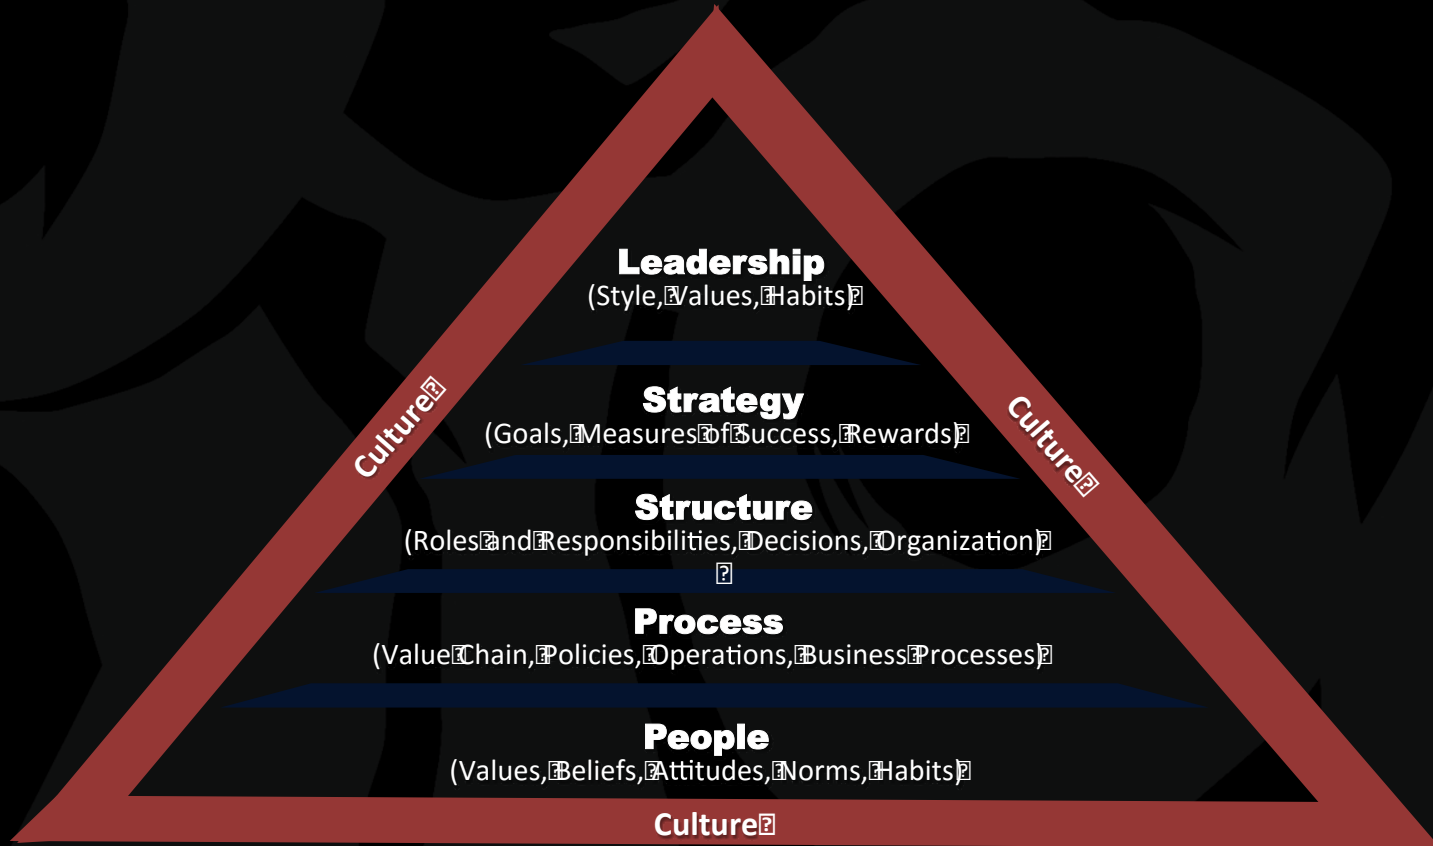 Leadership
(Style, Values, Habits)
Strategy
(Goals, Measures of Success, Rewards)
Culture
Culture
Structure
(Roles and Responsibilities, Decisions, Organization)
Process
(Value Chain, Policies, Operations, Business Processes)
People
(Values, Beliefs, Attitudes, Norms, Habits)
Culture